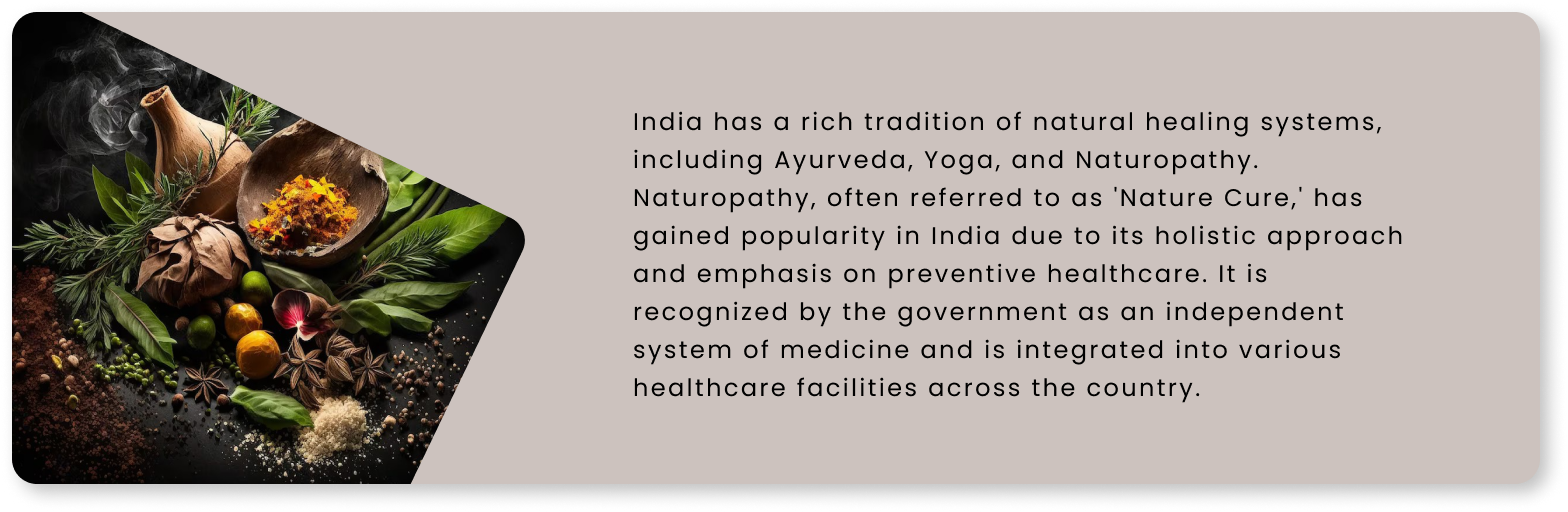 India has a rich tradition of natural healing systems,
including Ayurveda, Yoga, and Naturopathy.
Naturopathy, often referred to as 'Nature Cure,' has
gained popularity in India due to its holistic approach
and emphasis on preventive healthcare. It is
recognized by the government as an independent
system of medicine and is integrated into various
healthcare facilities across the country.